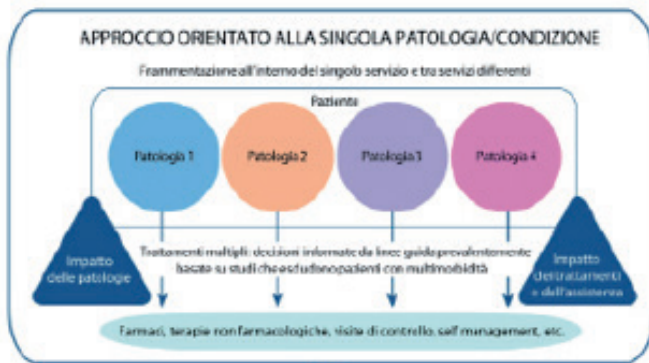 APPROCCIO ORIENTATO ALLA SINGOLA PATOLOGIA/CONDIZIONE
Frammentazione all'interno del singolo servizio e tra servizi differenti
Paziente
Patologia 1
Patologia 2
Patologia 3
Patologia 4
Impatto
delle patologie
Trattamenti multipli: decisioni informate da linee guida prevalentemente
basate su studi che escludono pazienti con multimorbidità
Impatto
dei trattamenti
e dell'assistenza
Farmaci, terapie non farmacologiche, visite di controllo, self management, etc.